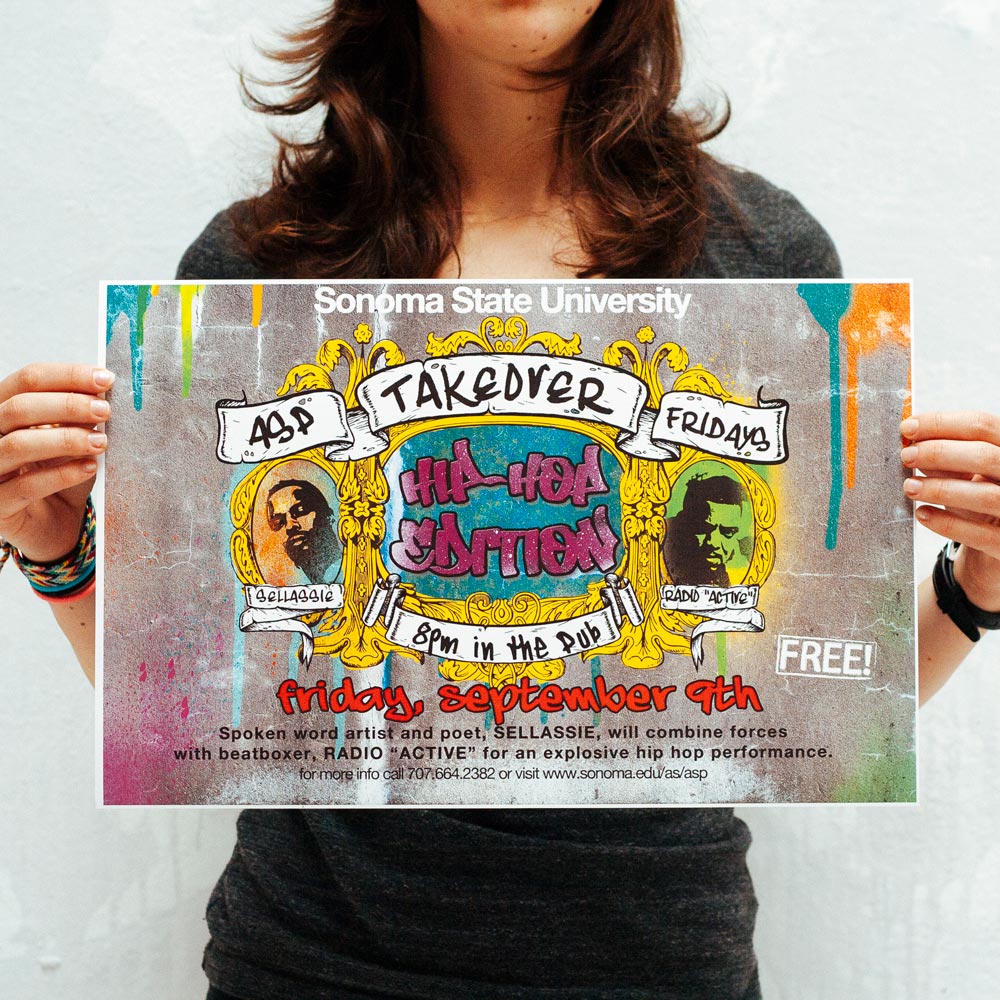 Sonoma State University
ASP TAKEOVER FRIDAYS
HIP-HOP
EDITION
SELLASSIE
RADIO "ACTIVE"
8pm in the Pub
FREE!
friday, september 9th
Spoken word artist and poet, SELLASSIE, will combine forces
with beatboxer, RADIO “ACTIVE” for an explosive hip hop performance.
for more info call 707.664.2382 or visit www.sonoma.edu/as/asp